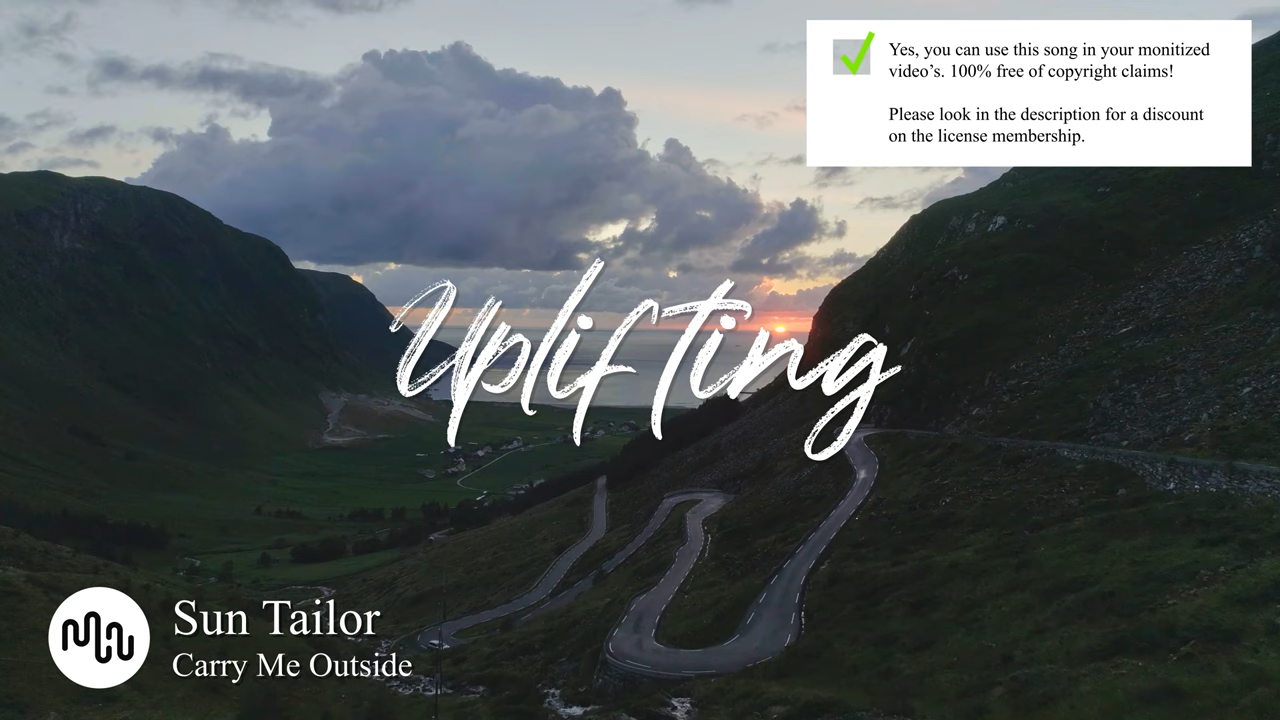 Yes, you can use this song in your monitized
video's. 100% free of copyright claims!
Please look in the description for a discount
on the license membership.
Uplifting
Sun Tailor
Carry Me Outside